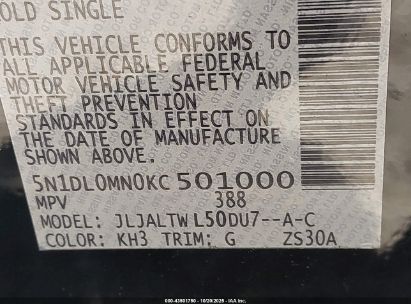 OLD SINGLE
THIS VEHICLE CONFORMS TO
ALL APPLICABLE FEDERAL
MOTOR VEHICLE SAFETY AND
THEFT PREVENTION
STANDARDS IN EFFECT ON
THE DATE OF MANUFACTURE
SHOWN ABOVE.
5N1DL0MN0KC501000
MPV 388
MODEL: JLJALTWL50DU7--A-C
COLOR: KH3 TRIM: G ZS30A